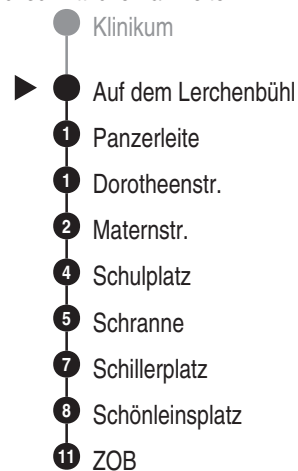 Klinikum
Auf dem Lerchenbühl
1 Panzerleite
1 Dorotheenstr.
2 Maternstr.
4 Schulplatz
5 Schranne
7 Schillerplatz
8 Schönleinsplatz
11 ZOB